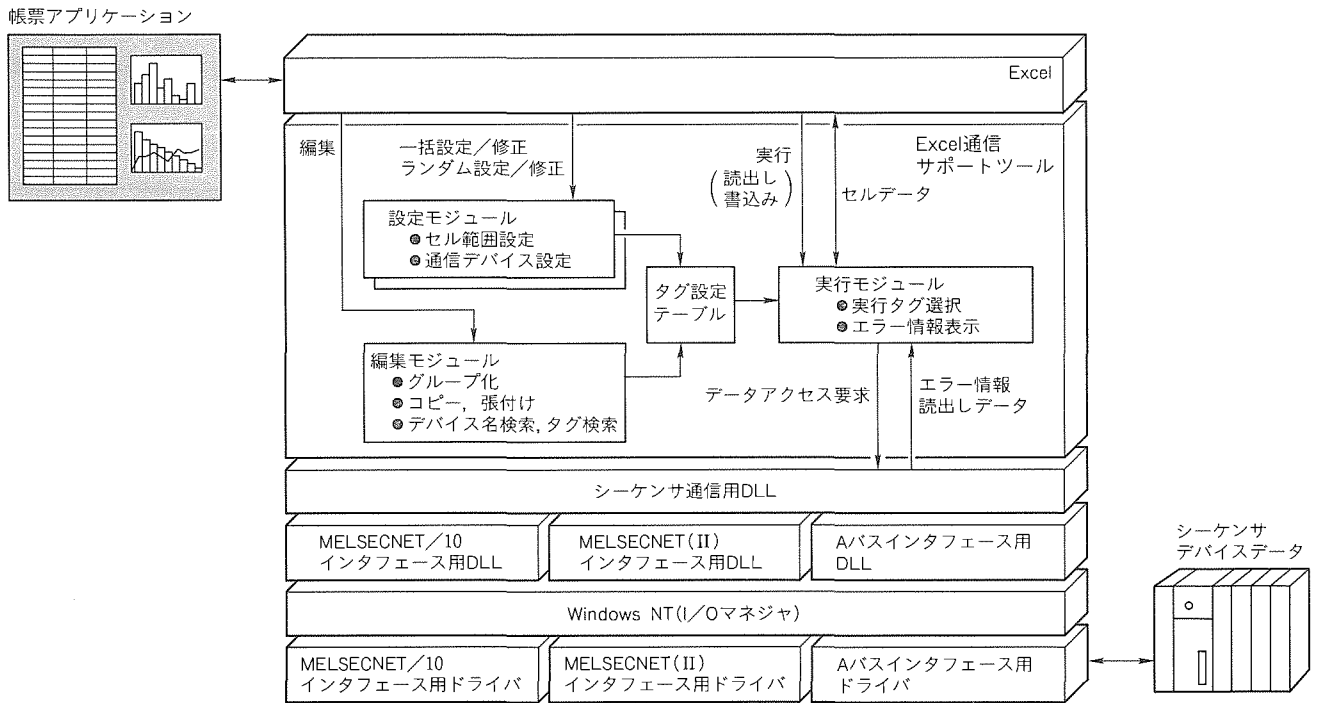 帳票アプリケーション
Excel
編集
一括設定／修正
ランダム設定／修正
実行
(読出し
書込み)
セルデータ
Excel通信
サポートツール
設定モジュール
●セル範囲設定
●通信デバイス設定
タグ設定
テーブル
実行モジュール
●実行タグ選択
●エラー情報表示
編集モジュール
●グループ化
●コピー，張付け
●デバイス名検索，タグ検索
データアクセス要求
エラー情報
読出しデータ
シーケンサ通信用DLL
MELSECNET／10
インタフェース用DLL
MELSECNET(II)
インタフェース用DLL
Aバスインタフェース用
DLL
Windows NT(I／Oマネジャ)
MELSECNET／10
インタフェース用ドライバ
MELSECNET(II)
インタフェース用ドライバ
Aバスインタフェース用
ドライバ
シーケンサ
デバイスデータ